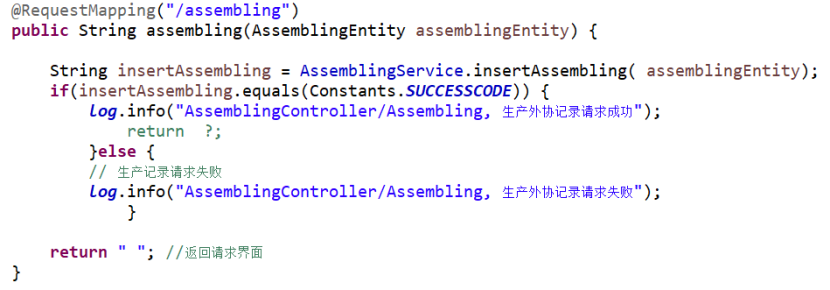 @RequestMapping("/assembling")
public String assembling(AssemblingEntity assemblingEntity) {
String insertAssembling = AssemblingService.insertAssembling( assemblingEntity);
if(insertAssembling.equals(Constants.SUCCESSCODE)) {
log.info("AssemblingController/Assembling, 生产外协记录请求成功");
return ?;
}else {
// 生产记录请求失败
log.info("AssemblingController/Assembling, 生产外协记录请求失败");
}
return " "; //返回请求界面
}